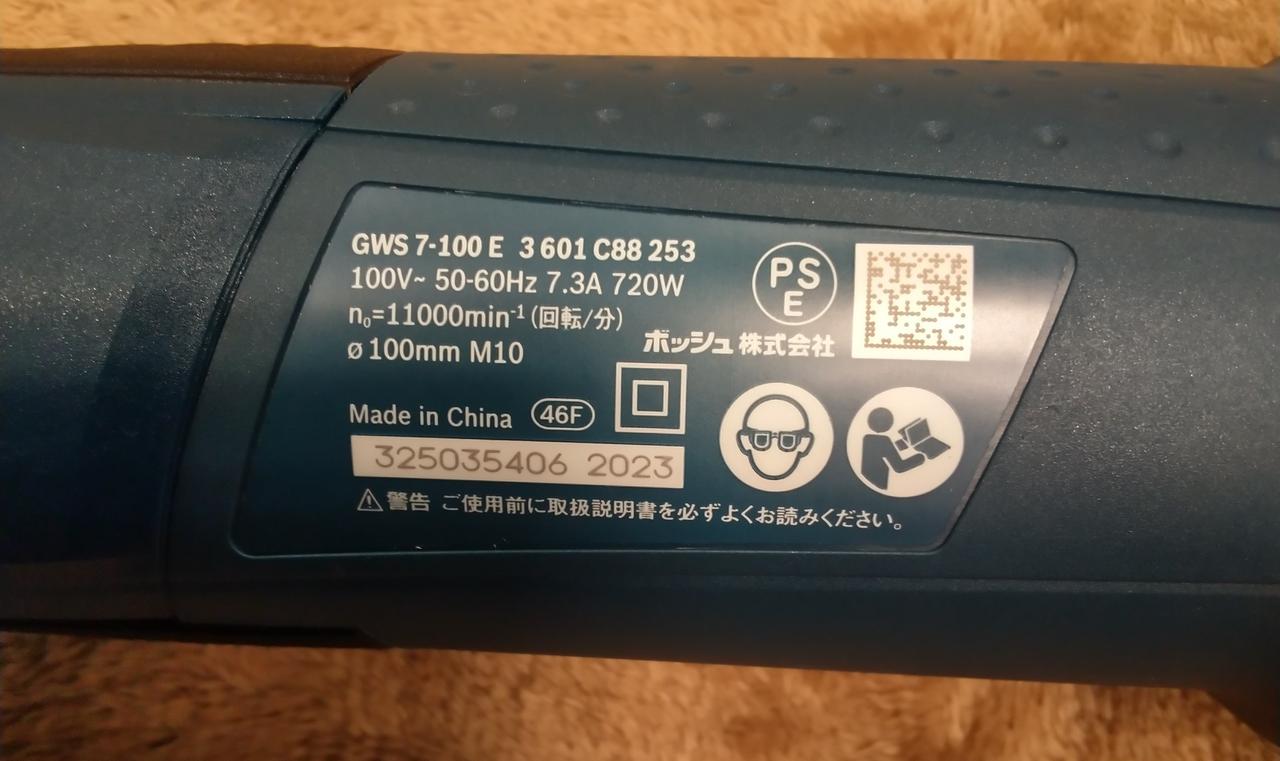 GWS 7-100 E 3 601 C88 253
100V~ 50-60Hz 7.3A 720W
n₀=11000min⁻¹ (回転/分)
ø 100mm M10
PS
E
ボッシュ 株式会社
Made in China 46F
325035406 2023
⚠ 警告 ご使用前に取扱説明書を必ずよくお読みください。